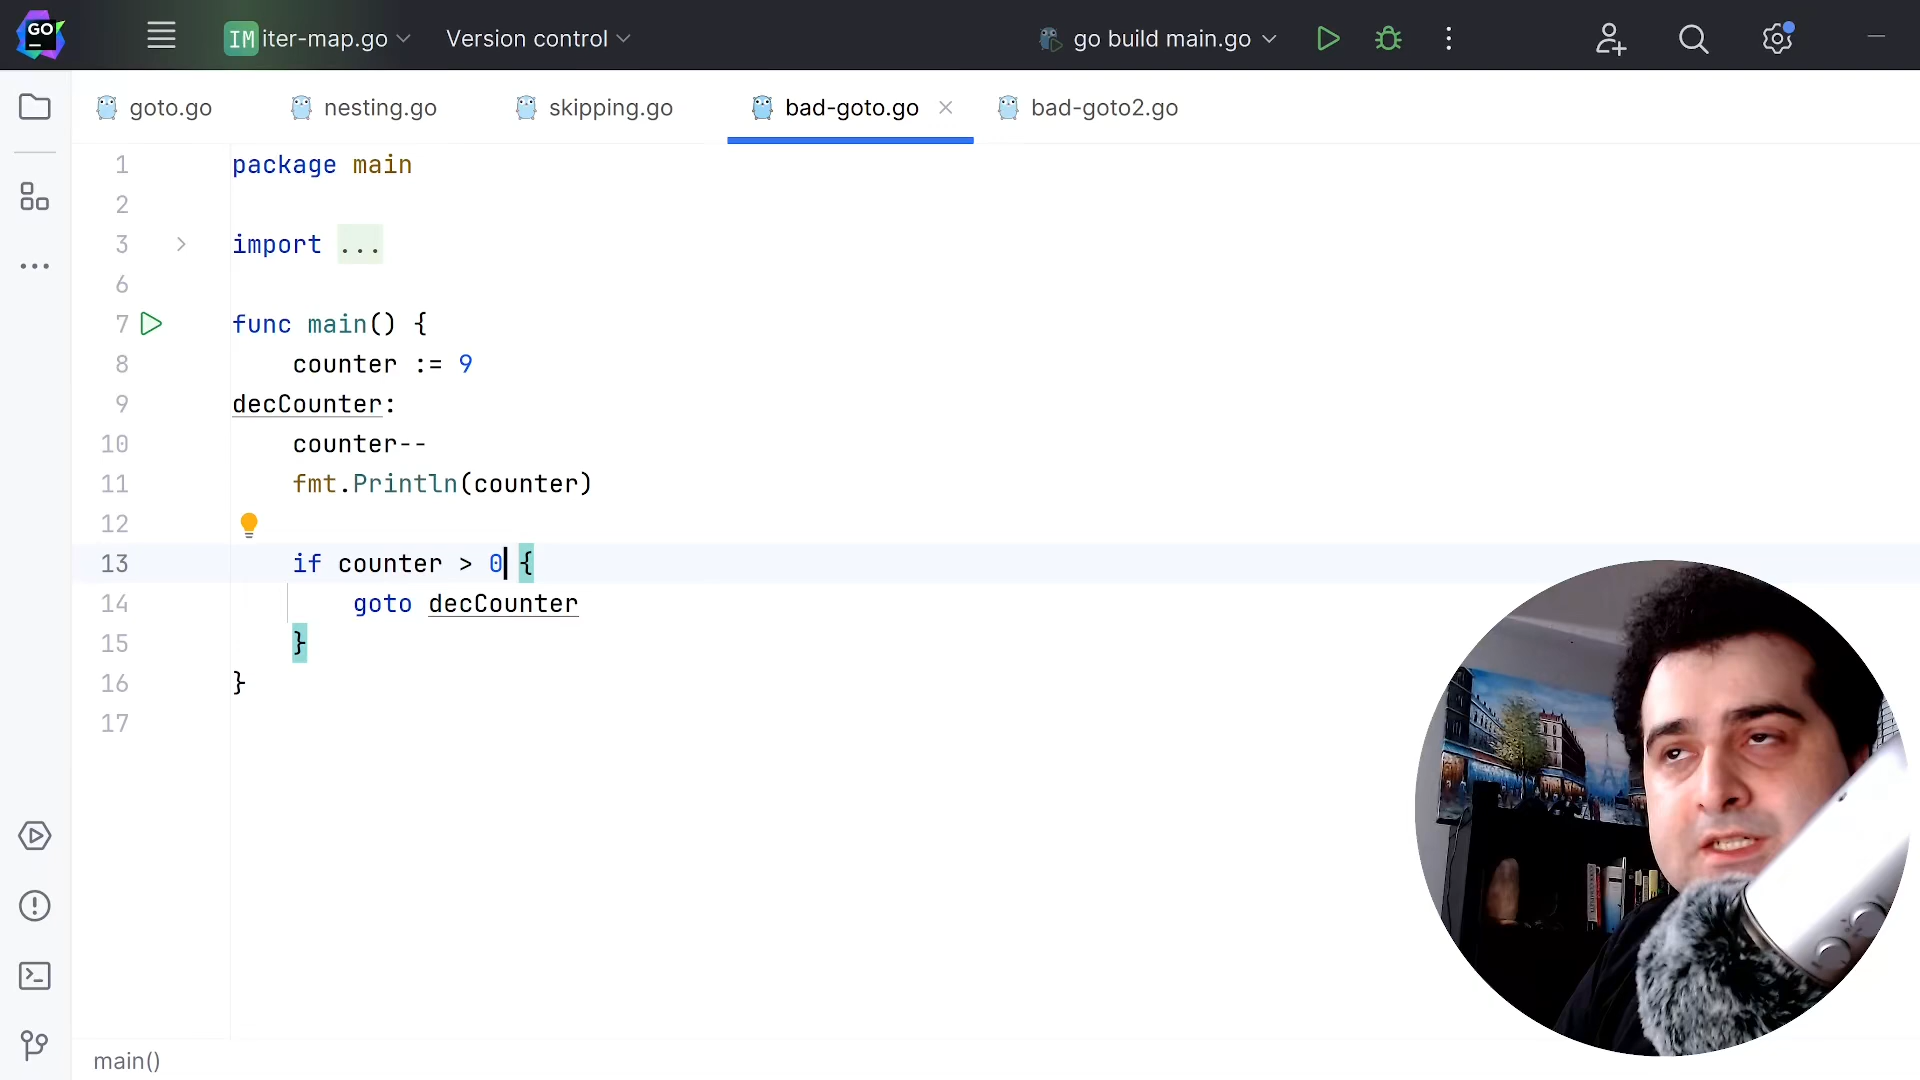 GO
IM iter-map.go Version control go build main.go
goto.go nesting.go skipping.go bad-goto.go bad-goto2.go
1 package main
2
3 import ...
6
7 func main() {
8 counter := 9
9 decCounter:
10 counter--
11 fmt.Println(counter)
12
13 if counter > 0 {
14 goto decCounter
15 }
16 }
17
main()